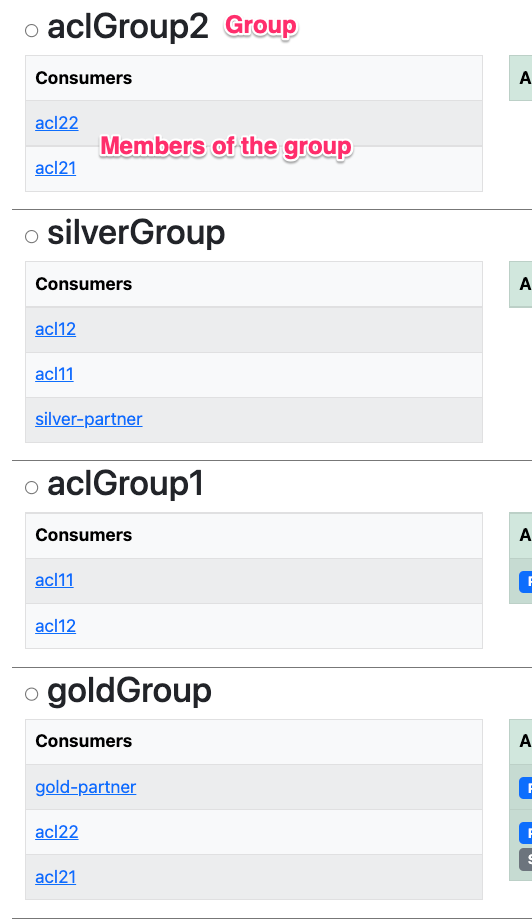 aclGroup2 Group
Consumers A
acl22
Members of the group
acl21
silverGroup
Consumers A
acl12
acl11
silver-partner
aclGroup1
Consumers A
acl11
acl12
goldGroup
Consumers A
gold-partner
acl22
acl21